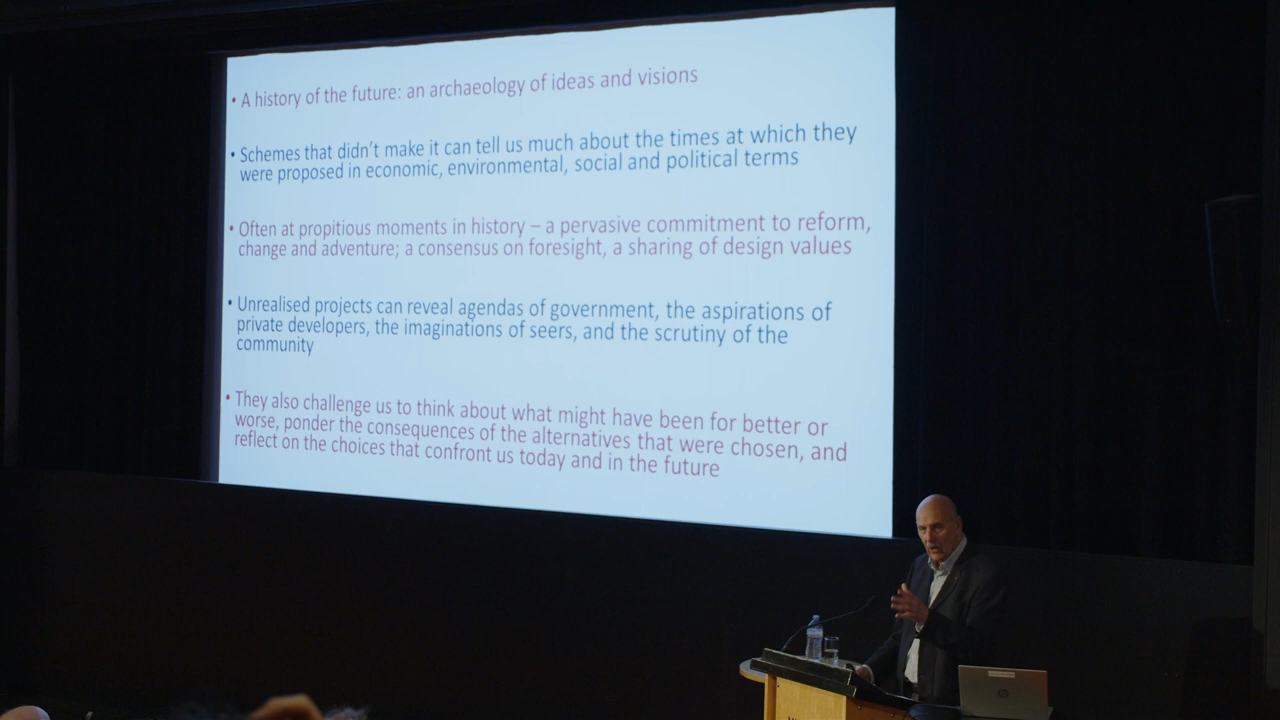 • A history of the future: an archaeology of ideas and visions
• Schemes that didn't make it can tell us much about the times at which they
were proposed in economic, environmental, social and political terms
• Often at propitious moments in history – a pervasive commitment to reform,
change and adventure; a consensus on foresight, a sharing of design values
• Unrealised projects can reveal agendas of government, the aspirations of
private developers, the imaginations of seers, and the scrutiny of the
community
• They also challenge us to think about what might have been for better or
worse, ponder the consequences of the alternatives that were chosen, and
reflect on the choices that confront us today and in the future
hp